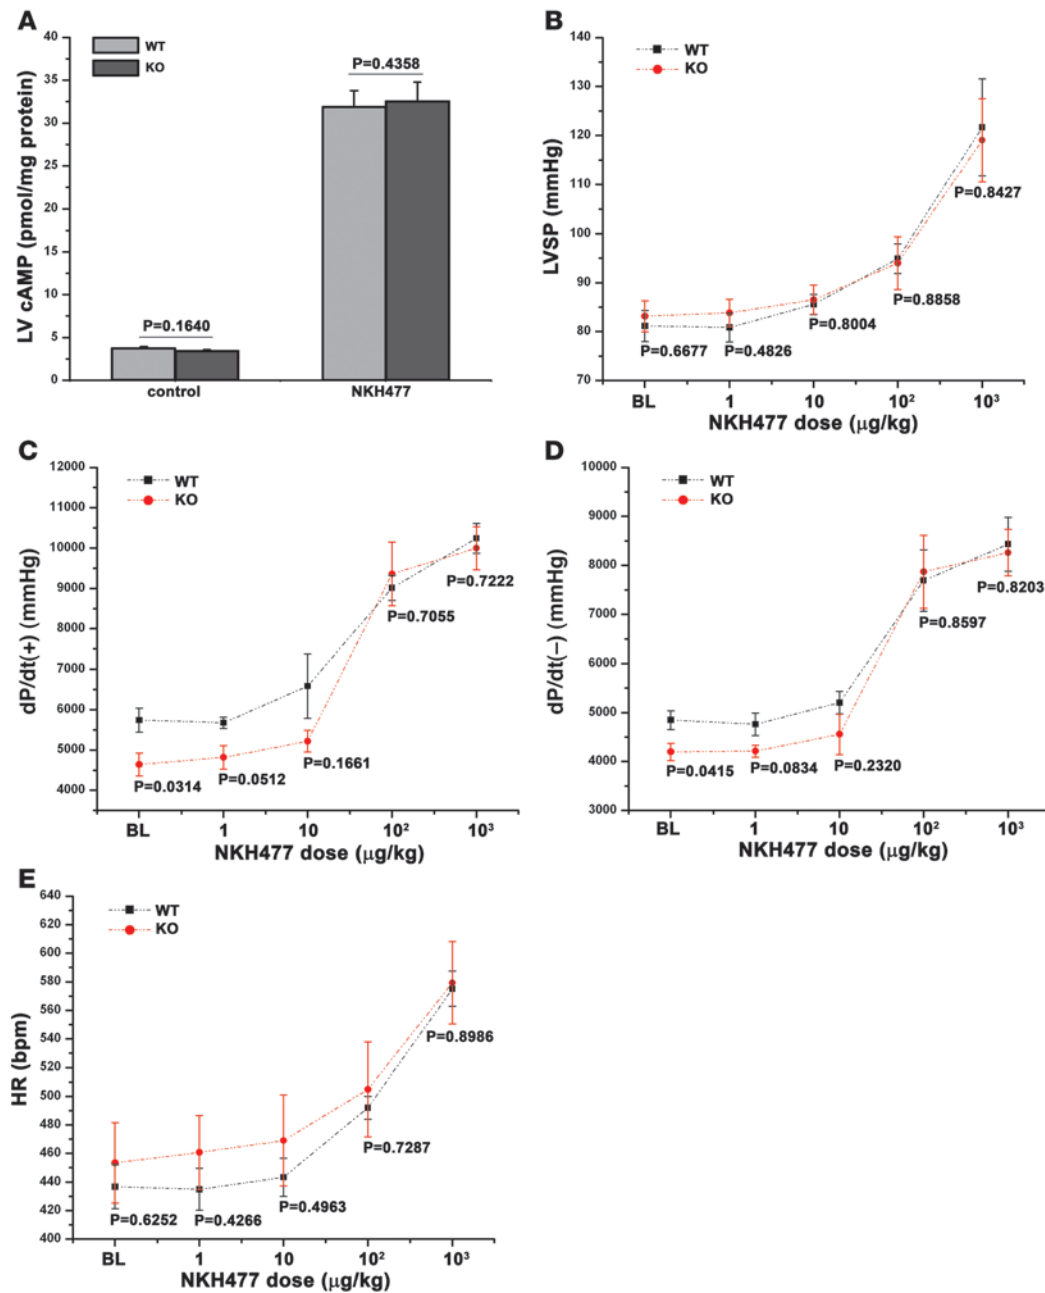 A
LV cAMP (pmol/mg protein)
40
35
30
25
20
15
10
5
0
WT
KO
P=0.4358
P=0.1640
control
NKH477
B
LVSP (mmHg)
140
130
120
110
100
90
80
70
WT
KO
P=0.8427
P=0.8858
P=0.8004
P=0.6677
P=0.4826
BL
1
10
10²
10³
NKH477 dose (µg/kg)
C
dP/dt(+) (mmHg)
12000
11000
10000
9000
8000
7000
6000
5000
4000
WT
KO
P=0.7222
P=0.7055
P=0.1661
P=0.0314
P=0.0512
BL
1
10
10²
10³
NKH477 dose (µg/kg)
D
dP/dt(−) (mmHg)
10000
9000
8000
7000
6000
5000
4000
3000
WT
KO
P=0.8203
P=0.8597
P=0.2320
P=0.0415
P=0.0834
BL
1
10
10²
10³
NKH477 dose (µg/kg)
E
HR (bpm)
640
620
600
580
560
540
520
500
480
460
440
420
400
WT
KO
P=0.8986
P=0.7287
P=0.4963
P=0.6252
P=0.4266
BL
1
10
10²
10³
NKH477 dose (µg/kg)